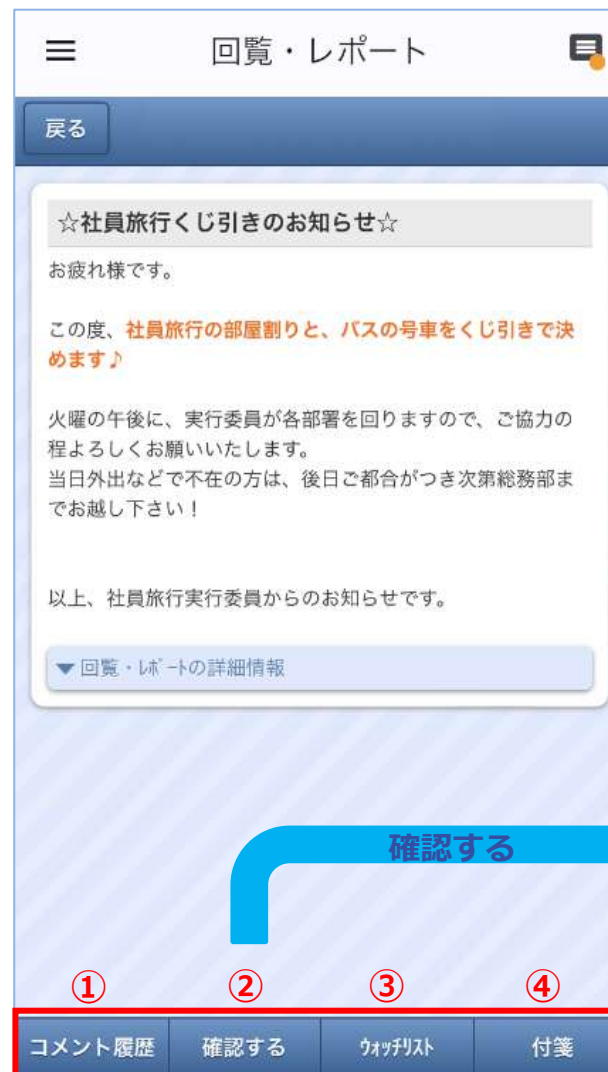 回覧・レポート
戻る
☆社員旅行くじ引きのお知らせ☆
お疲れ様です。
この度、社員旅行の部屋割りと、バスの号車をくじ引きで決
めます♪
火曜の午後に、実行委員が各部署を回りますので、ご協力の
程よろしくお願いいたします。
当日外出などで不在の方は、後日ご都合がつき次第総務部ま
でお越し下さい！
以上、社員旅行実行委員からのお知らせです。
▼回覧・ﾚﾎﾟｰﾄの詳細情報
確認する
① ② ③ ④
コメント履歴 確認する ｳｫｯﾁﾘｽﾄ 付箋